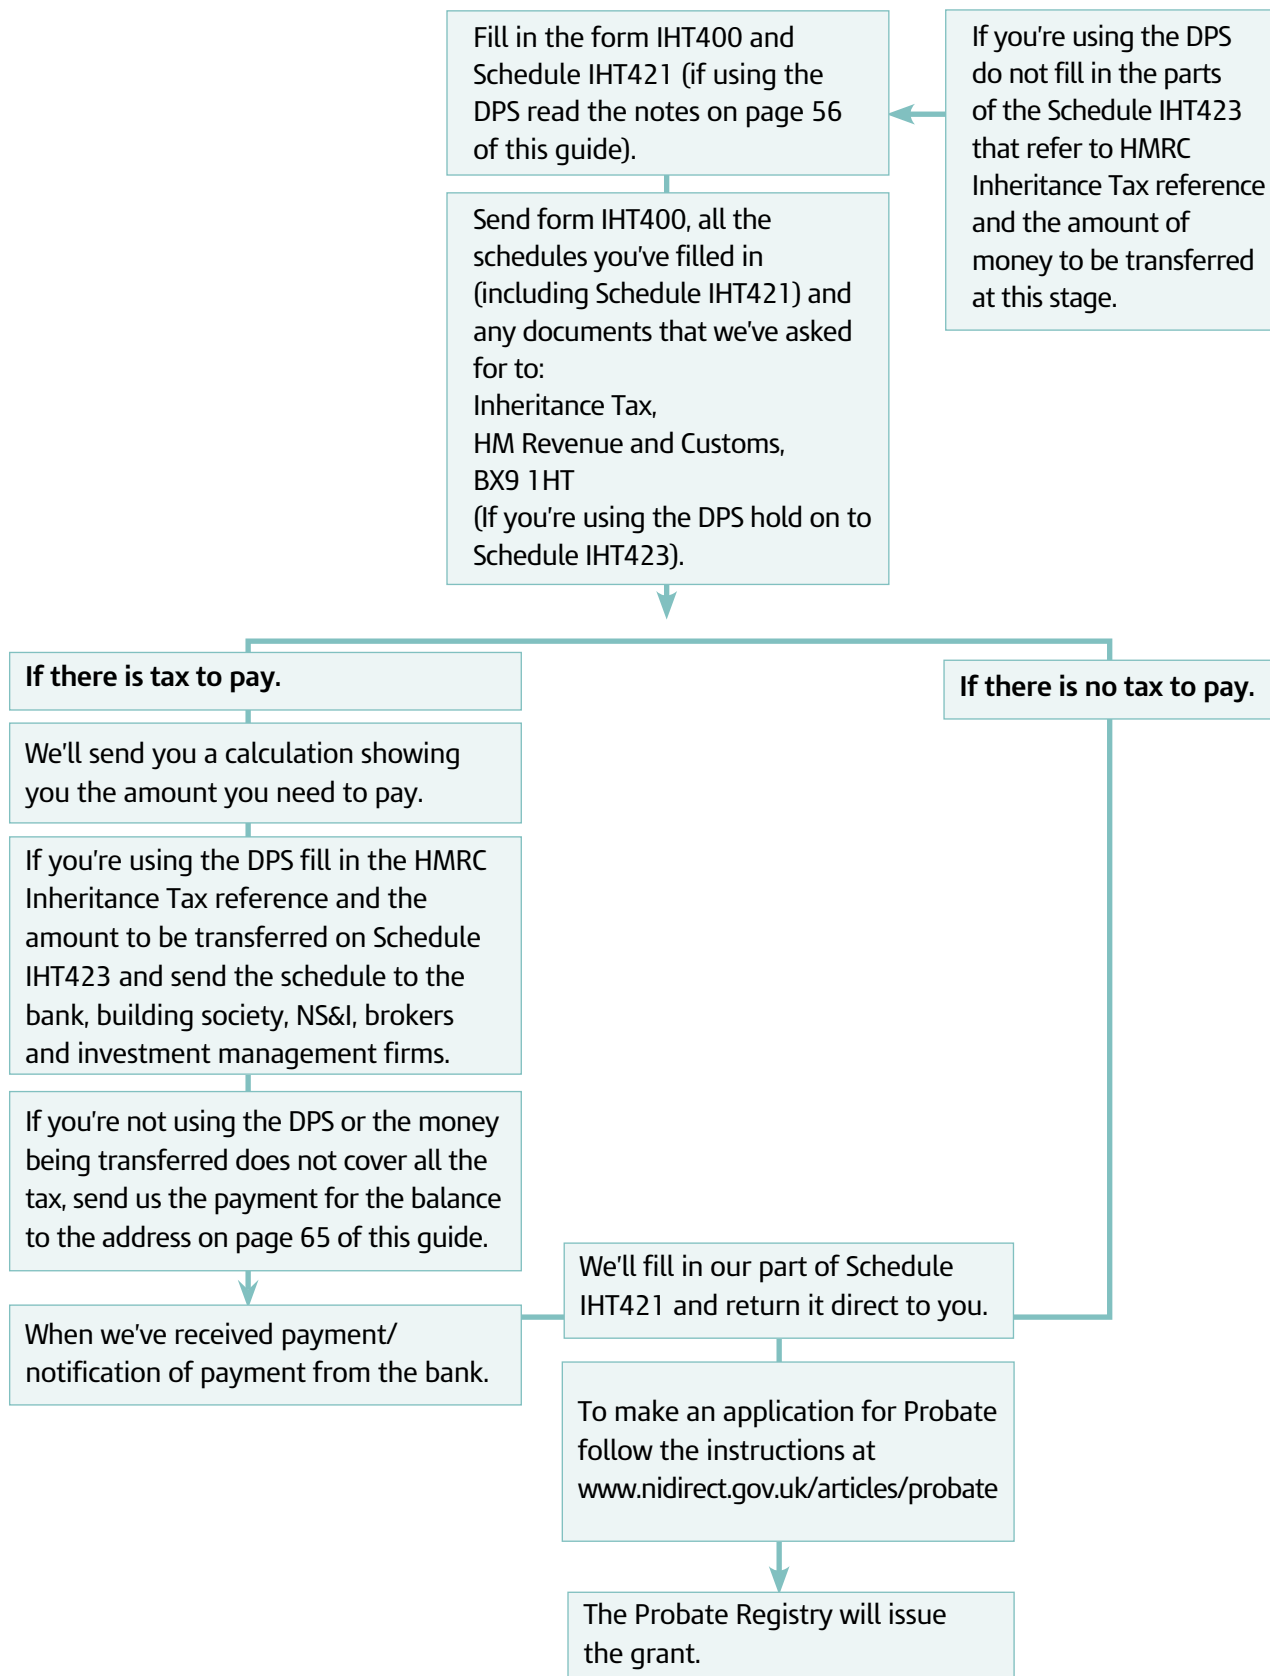 Fill in the form IHT400 and
Schedule IHT421 (if using the
DPS read the notes on page 56
of this guide).
If you're using the DPS
do not fill in the parts
of the Schedule IHT423
that refer to HMRC
Inheritance Tax reference
and the amount of
money to be transferred
at this stage.
Send form IHT400, all the
schedules you've filled in
(including Schedule IHT421) and
any documents that we've asked
for to:
Inheritance Tax,
HM Revenue and Customs,
BX9 1HT
(If you're using the DPS hold on to
Schedule IHT423).
If there is tax to pay.
If there is no tax to pay.
We'll send you a calculation showing
you the amount you need to pay.
If you're using the DPS fill in the HMRC
Inheritance Tax reference and the
amount to be transferred on Schedule
IHT423 and send the schedule to the
bank, building society, NS&I, brokers
and investment management firms.
If you're not using the DPS or the money
being transferred does not cover all the
tax, send us the payment for the balance
to the address on page 65 of this guide.
When we've received payment/
notification of payment from the bank.
We'll fill in our part of Schedule
IHT421 and return it direct to you.
To make an application for Probate
follow the instructions at
www.nidirect.gov.uk/articles/probate
The Probate Registry will issue
the grant.